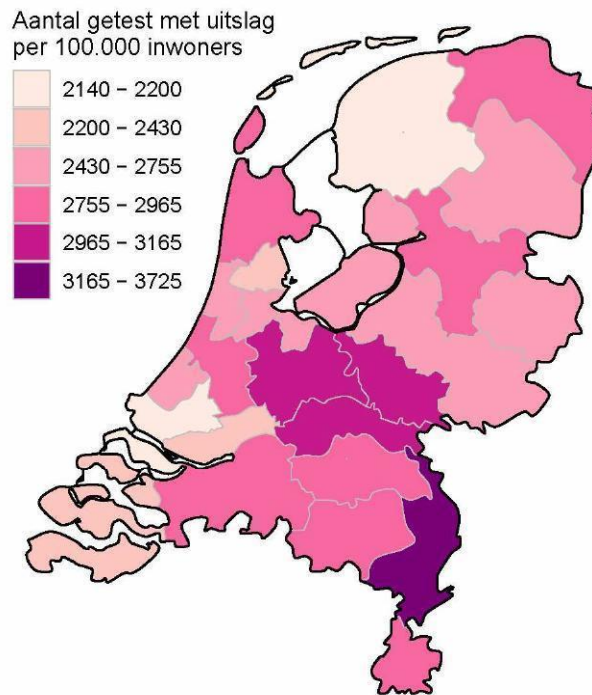 Aantal getest met uitslag
per 100.000 inwoners
2140 – 2200
2200 – 2430
2430 – 2755
2755 – 2965
2965 – 3165
3165 – 3725